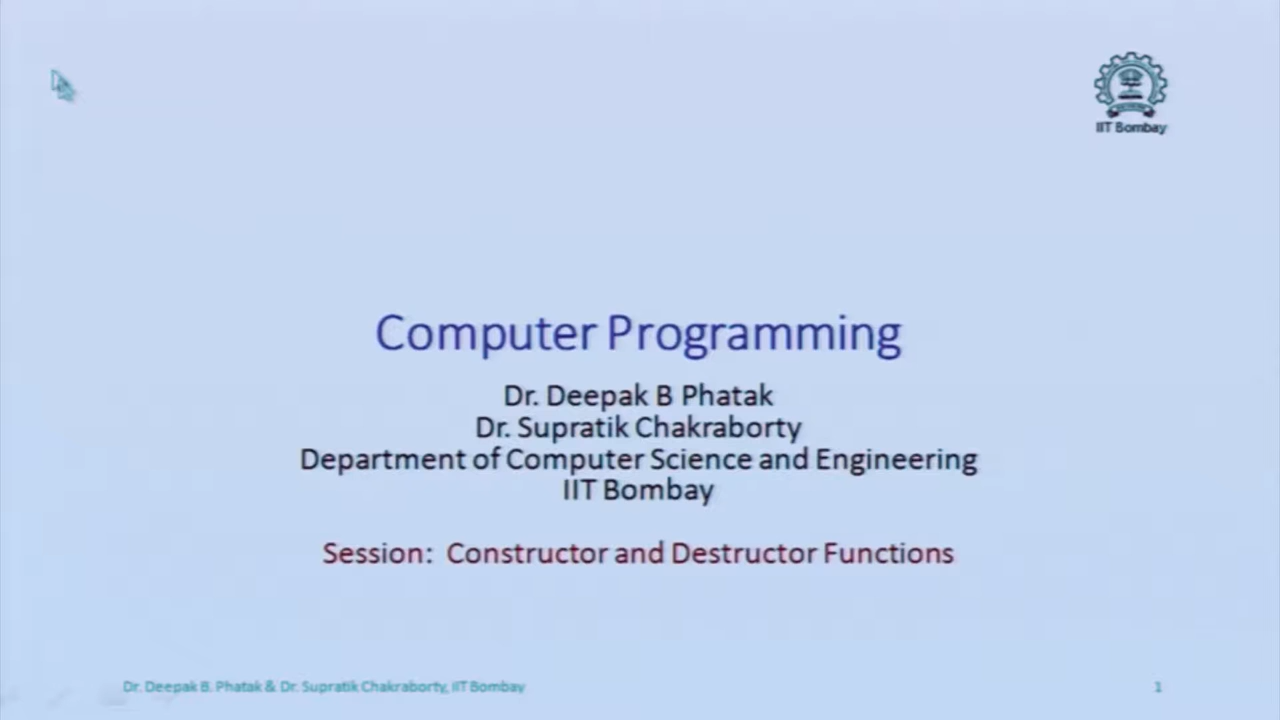 IIT Bombay
Computer Programming
Dr. Deepak B Phatak
Dr. Supratik Chakraborty
Department of Computer Science and Engineering
IIT Bombay
Session: Constructor and Destructor Functions
Dr. Deepak B. Phatak & Dr. Supratik Chakraborty, IIT Bombay
1